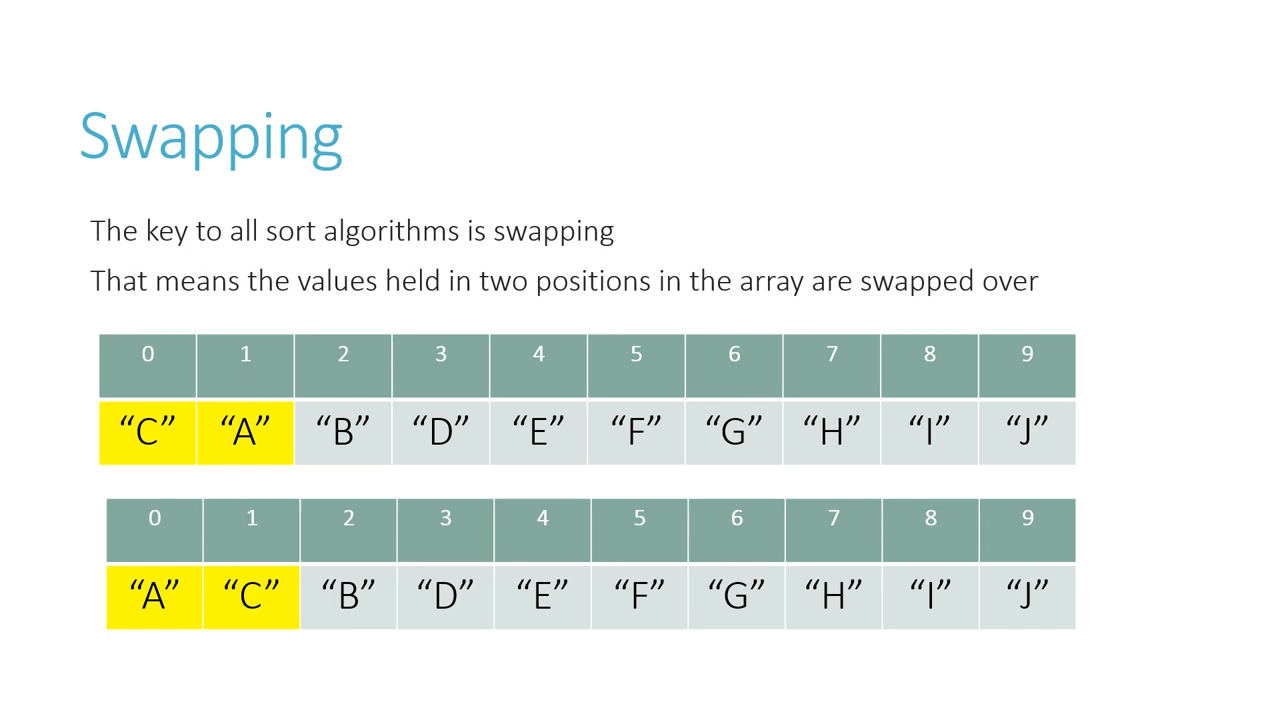 Swapping
The key to all sort algorithms is swapping
That means the values held in two positions in the array are swapped over
0 1 2 3 4 5 6 7 8 9
“C” “A” “B” “D” “E” “F” “G” “H” “I” “J”
0 1 2 3 4 5 6 7 8 9
“A” “C” “B” “D” “E” “F” “G” “H” “I” “J”